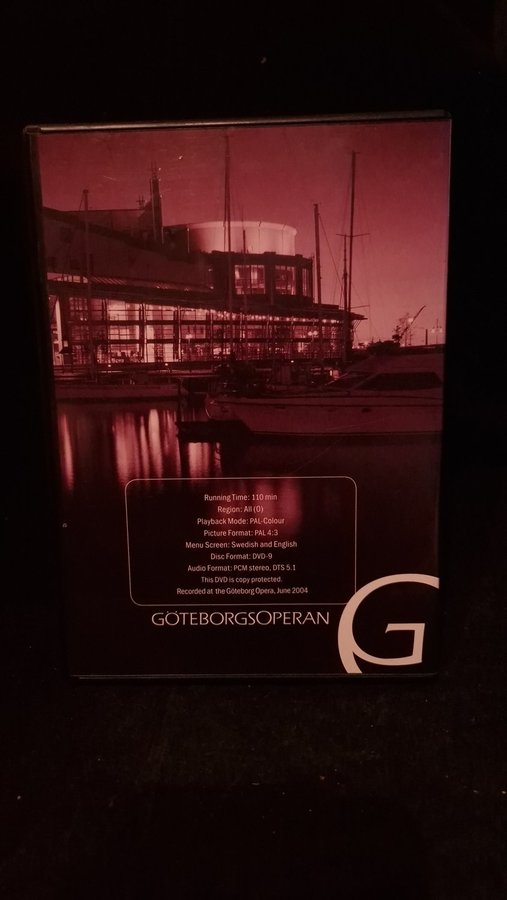 Running Time: 110 min
Region: All (0)
Playback Mode: PAL-Colour
Picture Format: PAL 4:3
Menu Screen: Swedish and English
Disc Format: DVD-9
Audio Format: PCM stereo, DTS 5.1
This DVD is copy protected.
Recorded at the Göteborg Opera, June 2004
GÖTEBORGSOPERAN
G